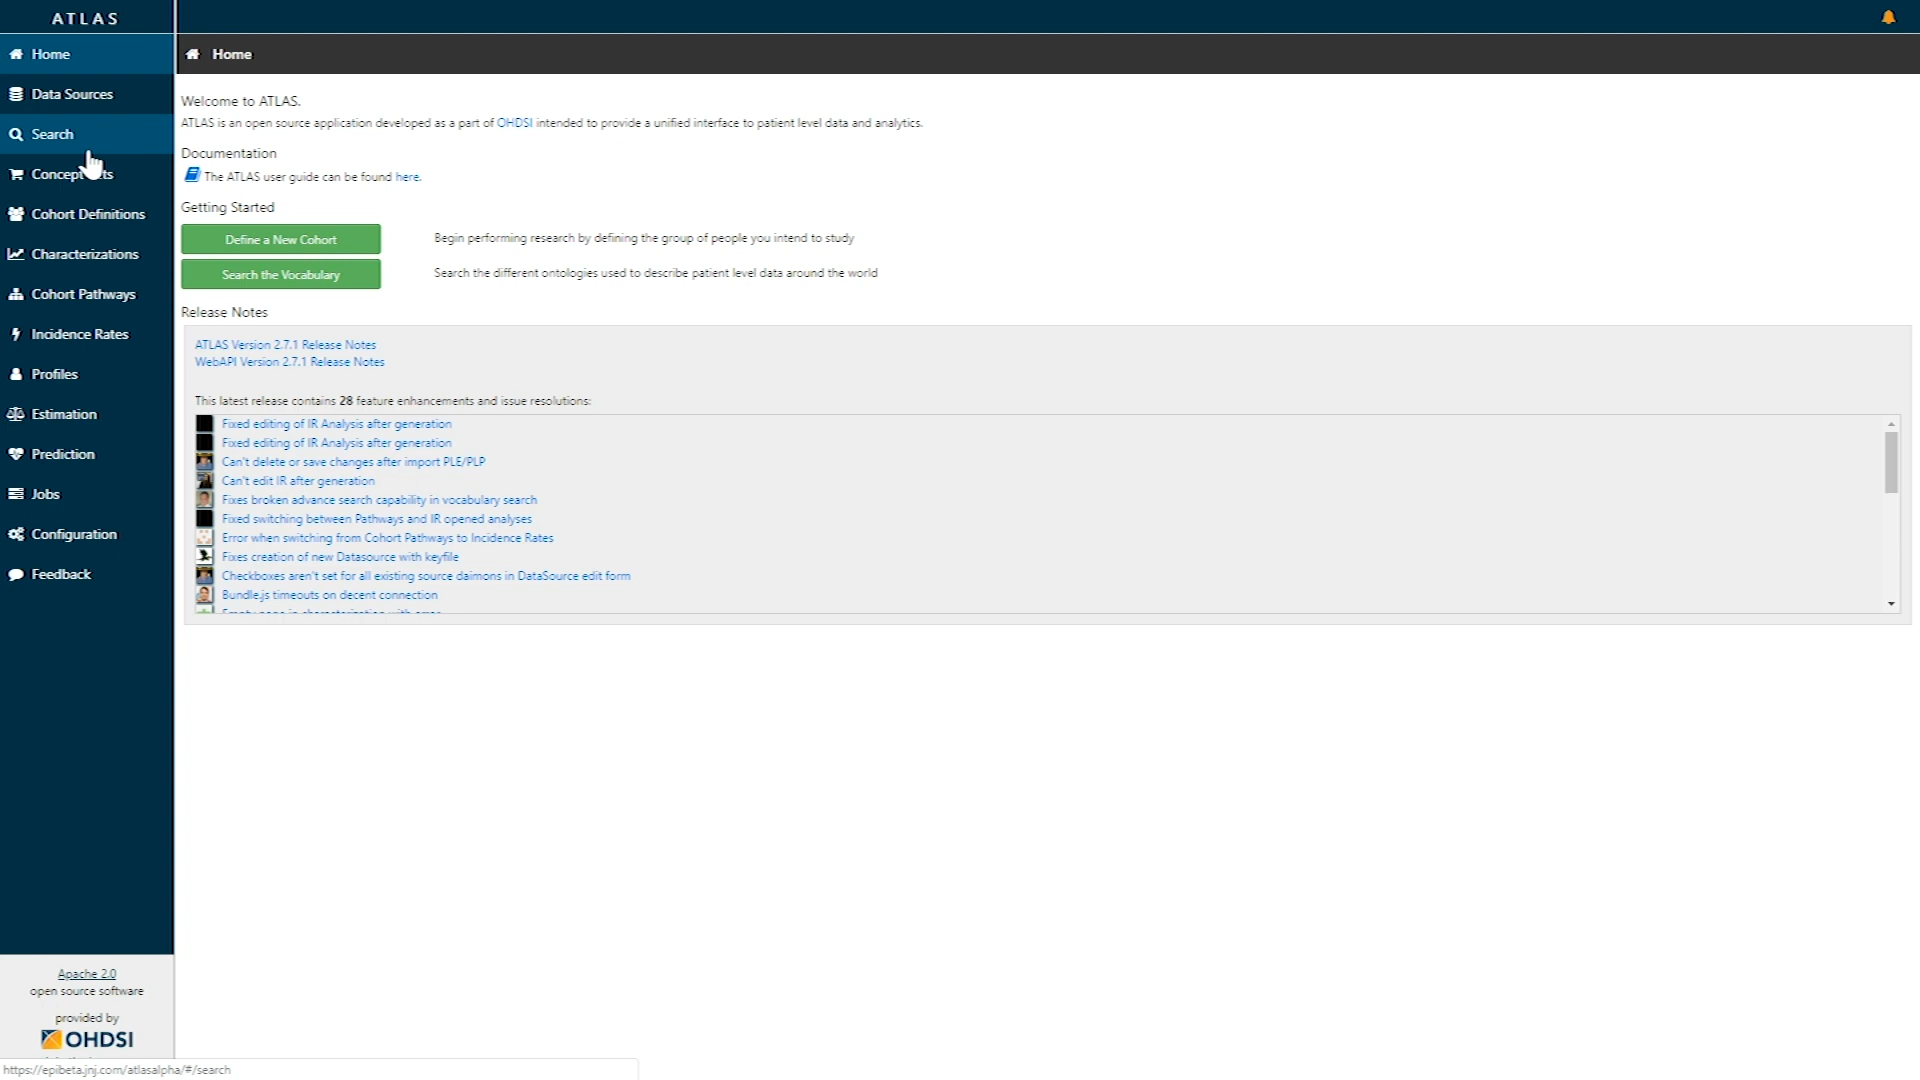 ATLAS
Home
Data Sources
Search
Concept
Cohort Definitions
Characterizations
Cohort Pathways
Incidence Rates
Profiles
Estimation
Prediction
Jobs
Configuration
Feedback
Apache 2.0
open source software
provided by
OHDSI
Home
Welcome to ATLAS.
ATLAS is an open source application developed as a part of OHDSI intended to provide a unified interface to patient level data and analytics.
Documentation
The ATLAS user guide can be found here.
Getting Started
Define a New Cohort Begin performing research by defining the group of people you intend to study
Search the Vocabulary Search the different ontologies used to describe patient level data around the world
Release Notes
ATLAS Version 2.7.1 Release Notes
WebAPI Version 2.7.1 Release Notes
This latest release contains 28 feature enhancements and issue resolutions:
Fixed editing of IR Analysis after generation
Fixed editing of IR Analysis after generation
Can't delete or save changes after import PLE/PLP
Can't edit IR after generation
Fixes broken advance search capability in vocabulary search
Fixed switching between Pathways and IR opened analyses
Error when switching from Cohort Pathways to Incidence Rates
Fixes creation of new Datasource with keyfile
Checkboxes aren't set for all existing source daimons in DataSource edit form
Bundle.js timeouts on decent connection
https://epibeta.jnj.com/atlasalpha/#/search